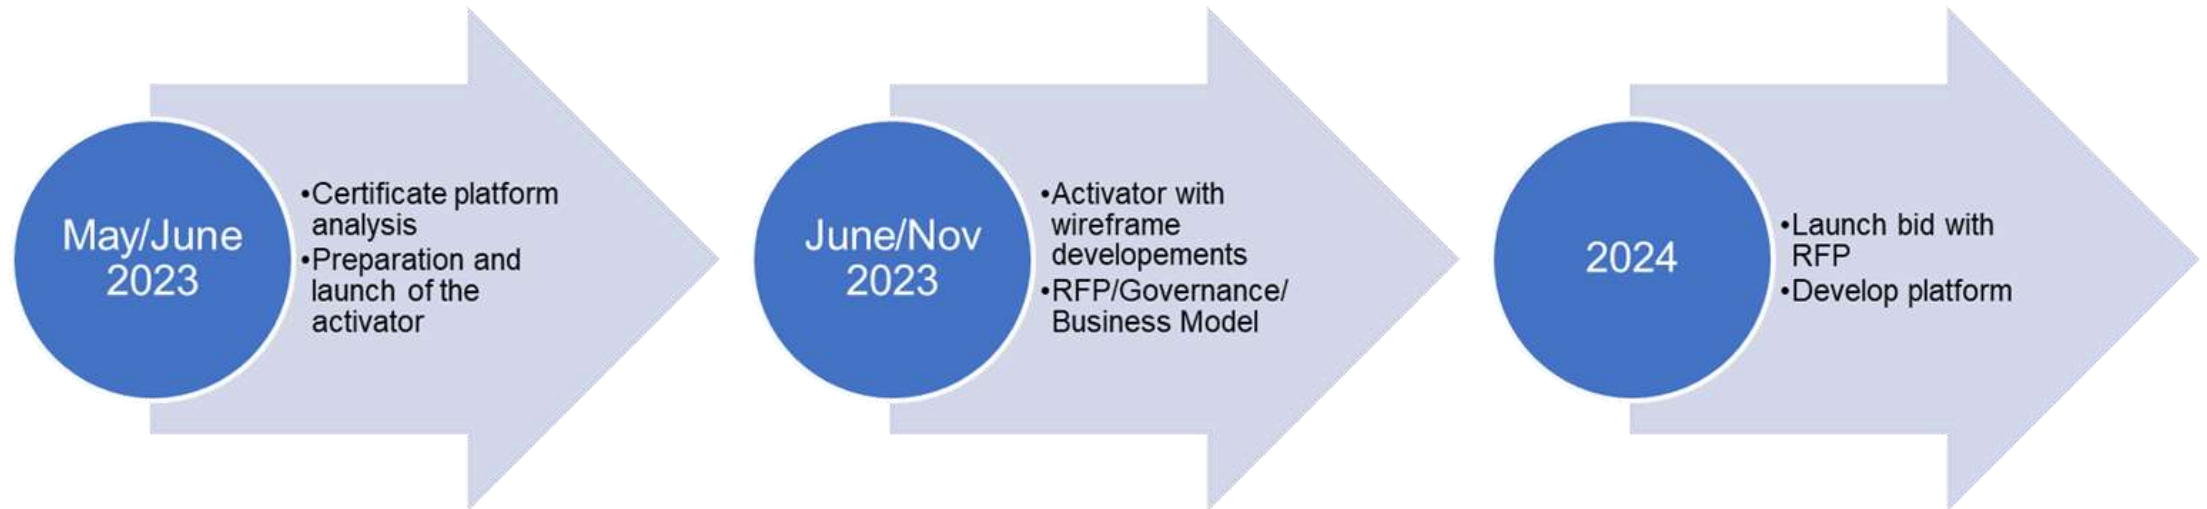 May/June
2023
•Certificate platform
analysis
•Preparation and
launch of the
activator
June/Nov
2023
•Activator with
wireframe
developements
•RFP/Governance/
Business Model
2024
•Launch bid with
RFP
•Develop platform